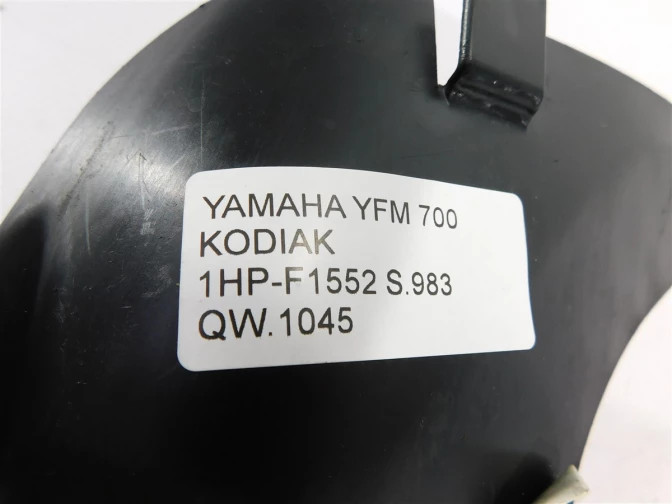 YAMAHA YFM 700
KODIAK
1HP-F1552 S.983
QW.1045